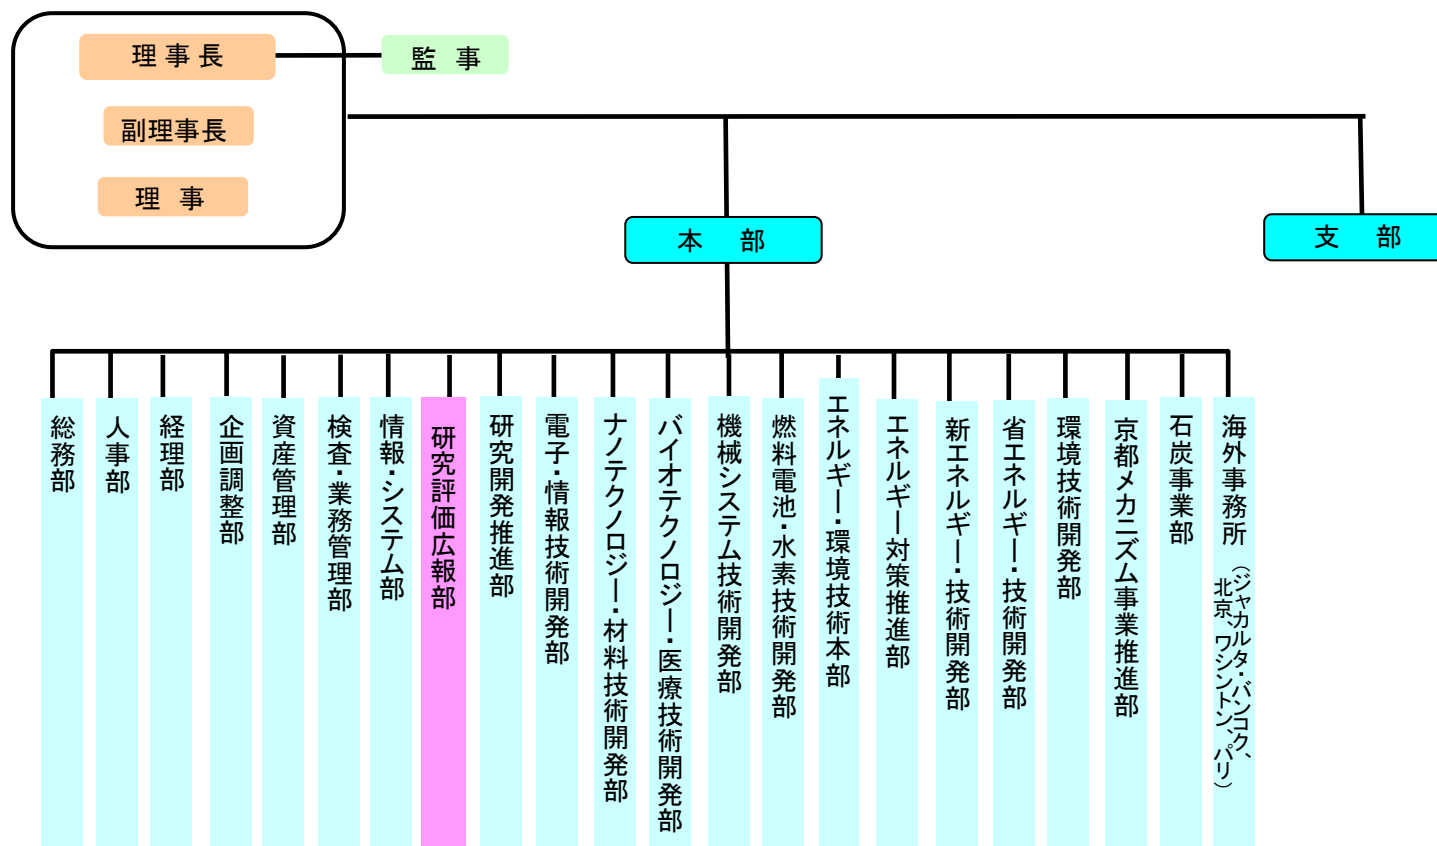 理事長
監 事
副理事長
理 事
本 部
支 部
総務部
人事部
経理部
企画調整部
資産管理部
検査・業務管理部
情報・システム部
研究評価広報部
研究開発推進部
電子・情報技術開発部
ナノテクノロジー・材料技術開発部
バイオテクノロジー・医療技術開発部
機械システム技術開発部
燃料電池・水素技術開発部
エネルギー・環境技術本部
エネルギー対策推進部
新エネルギー・技術開発部
省エネルギー・技術開発部
環境技術開発部
京都メカニズム事業推進部
石炭事業部
海外事務所
(ジャカルタ・バンコク、
北京、ワシントン、パリ)